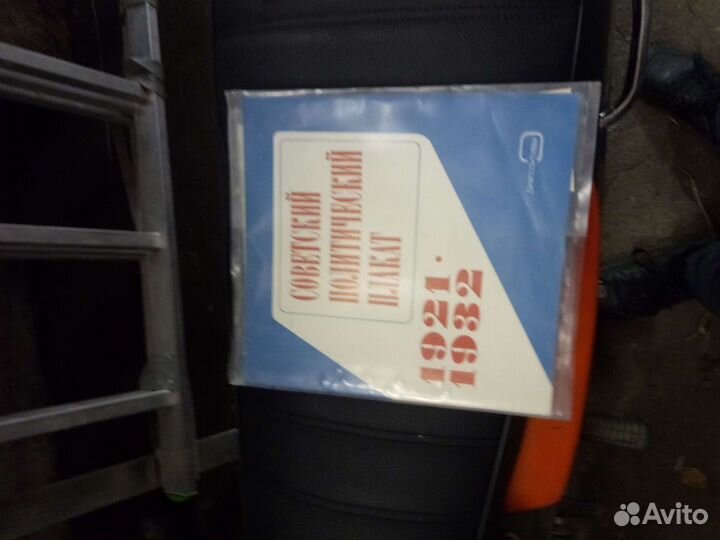 СОВЕТСКИЙ
ПОЛИТИЧЕСКИЙ
ПЛАКАТ
1921·
1932
Avito